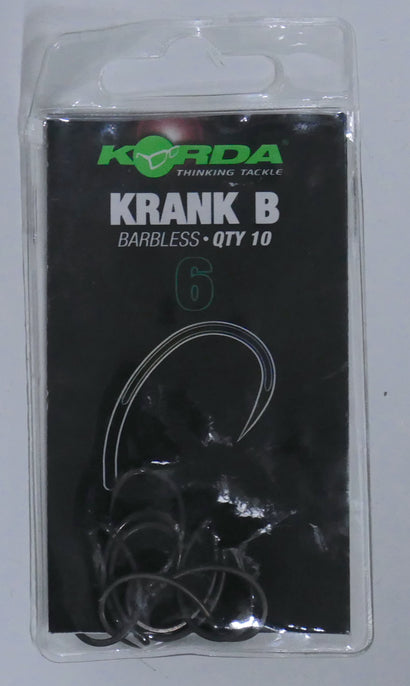 KORDA
THINKING TACKLE
KRANK B
BARBLESS • QTY 10
6